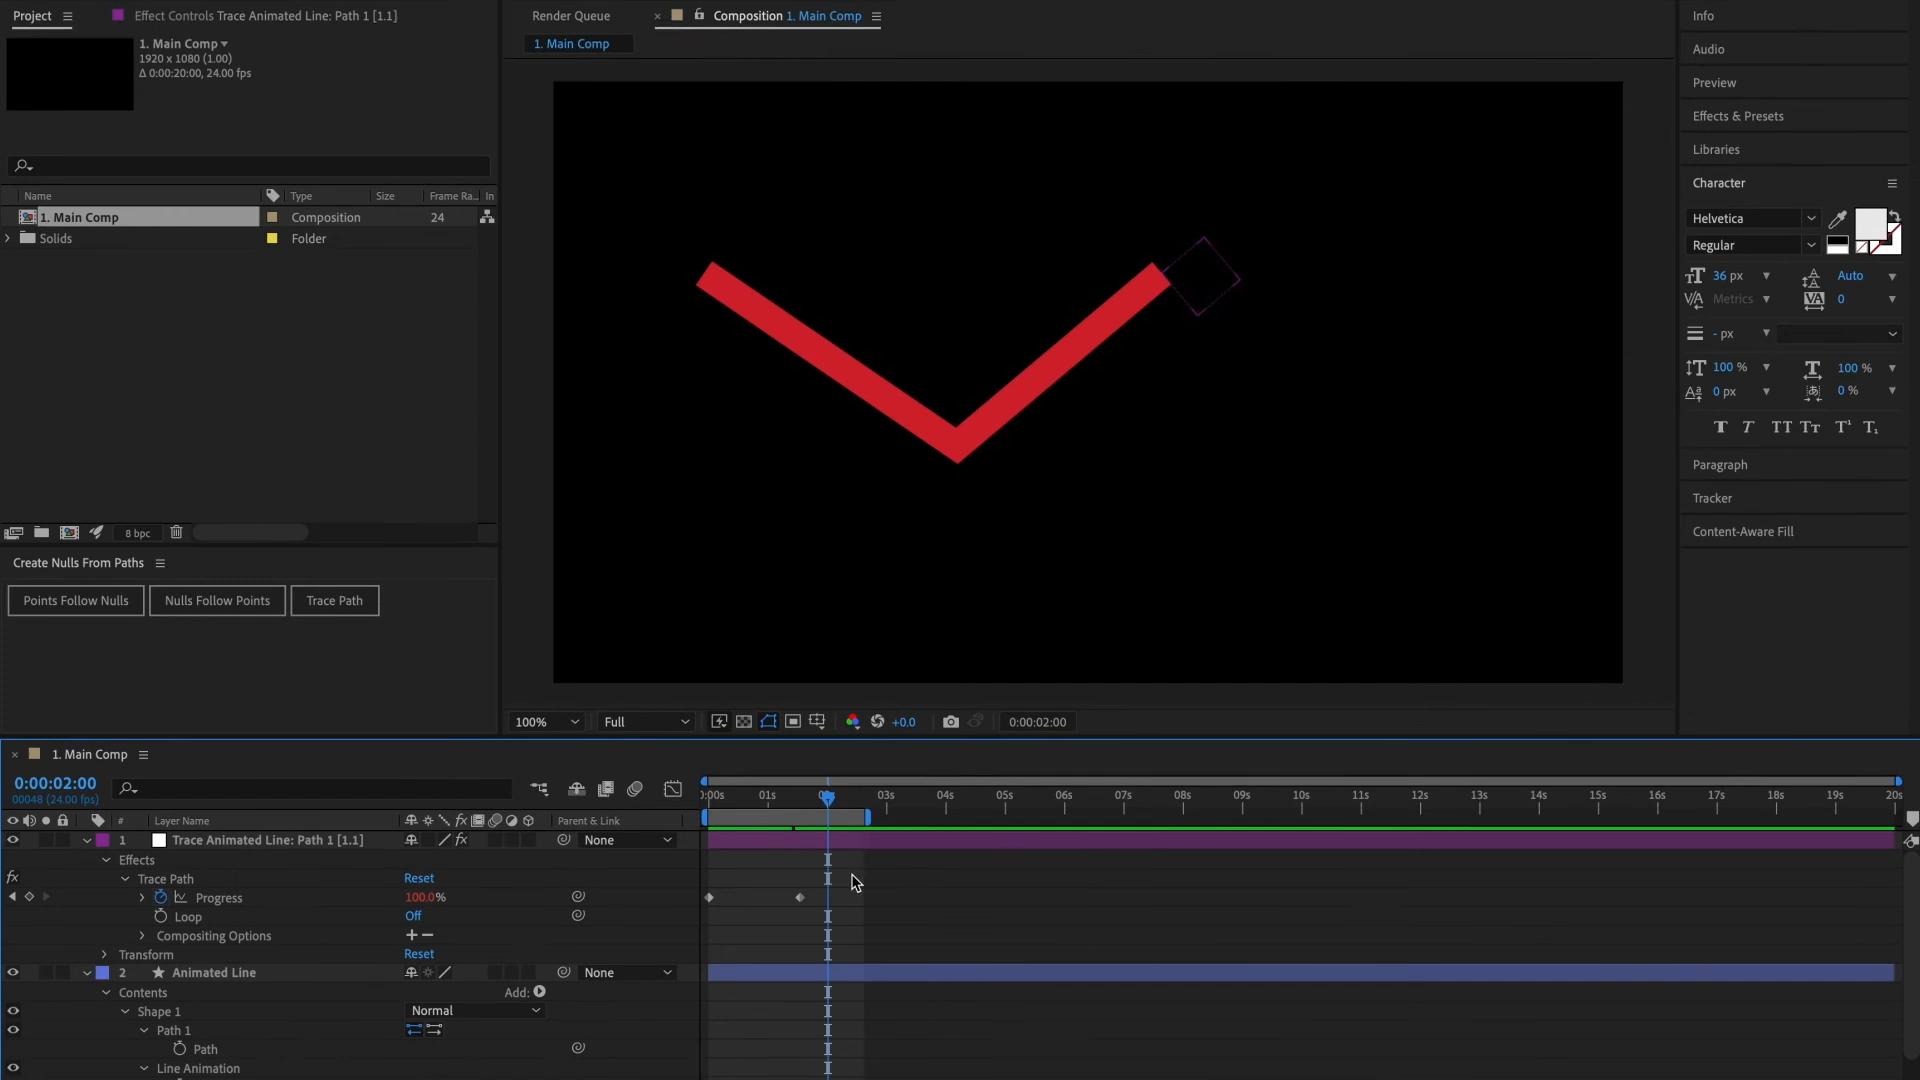 Project
Effect Controls Trace Animated Line: Path 1 [1.1]
Render Queue
Composition 1. Main Comp
Info
1. Main Comp
1920 x 1080 (1.00)
Δ 0:00:20:00, 24.00 fps
1. Main Comp
Audio
Preview
Effects & Presets
Libraries
Name Type Size Frame Ra... In
Character
1. Main Comp Composition 24
Helvetica
Solids Folder
Regular
36 px Auto
Metrics 0
- px
100 % 100 %
0 px 0 %
T T TT Tт T¹ T₁
Paragraph
Tracker
8 bpc
Content-Aware Fill
Create Nulls From Paths
Points Follow Nulls Nulls Follow Points Trace Path
100% Full +0.0 0:00:02:00
1. Main Comp
0:00:02:00
00048 (24.00 fps)
01s 03s 04s 05s 06s 07s 08s 09s 10s 11s 12s 13s 14s 15s 16s 17s 18s 19s 20s
# Layer Name fx Parent & Link
1 Trace Animated Line: Path 1 [1.1] fx None
Effects
fx Trace Path Reset
Progress 100.0%
Loop Off
Compositing Options + −
Transform Reset
2 Animated Line None
Contents Add:
Shape 1 Normal
Path 1
Path
Line Animation